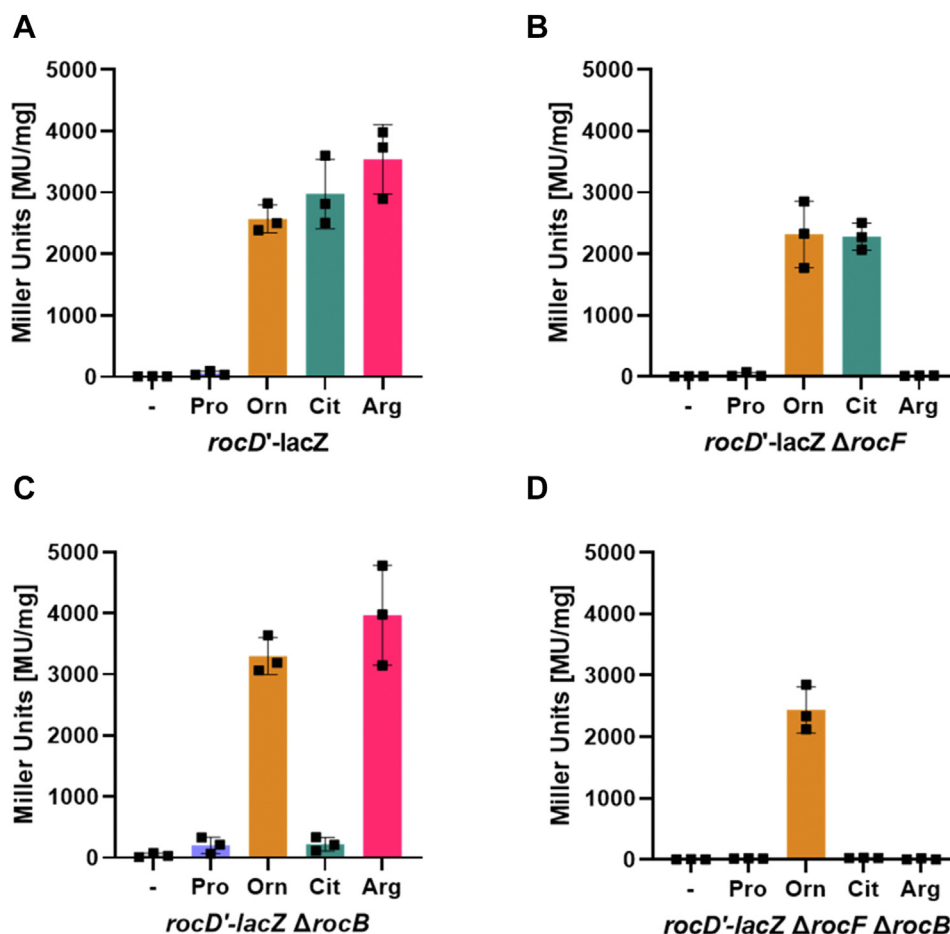 A
Miller Units [MU/mg]
5000
4000
3000
2000
1000
0
- Pro Orn Cit Arg
rocD'-lacZ
B
Miller Units [MU/mg]
5000
4000
3000
2000
1000
0
- Pro Orn Cit Arg
rocD'-lacZ ΔrocF
C
Miller Units [MU/mg]
5000
4000
3000
2000
1000
0
- Pro Orn Cit Arg
rocD'-lacZ ΔrocB
D
Miller Units [MU/mg]
5000
4000
3000
2000
1000
0
- Pro Orn Cit Arg
rocD'-lacZ ΔrocF ΔrocB